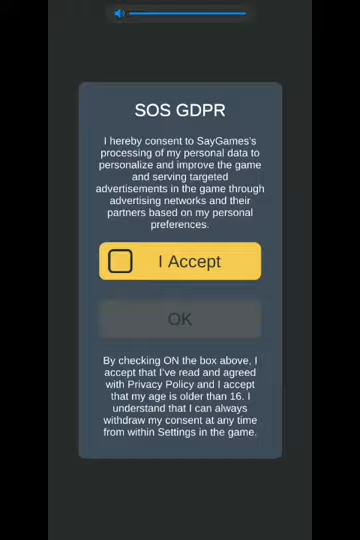 SOS GDPR
I hereby consent to SayGames's
processing of my personal data to
personalize and improve the game
and serving targeted
advertisements in the game through
advertising networks and their
partners based on my personal
preferences.
I Accept
OK
By checking ON the box above, I
accept that I've read and agreed
with Privacy Policy and I accept
that my age is older than 16. I
understand that I can always
withdraw my consent at any time
from within Settings in the game.